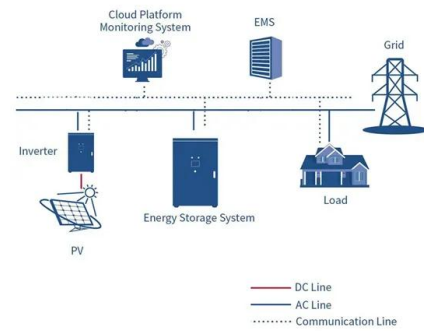 Cloud Platform
Monitoring System
EMS
Grid
Inverter
Energy Storage System
Load
PV
DC Line
AC Line
Communication Line